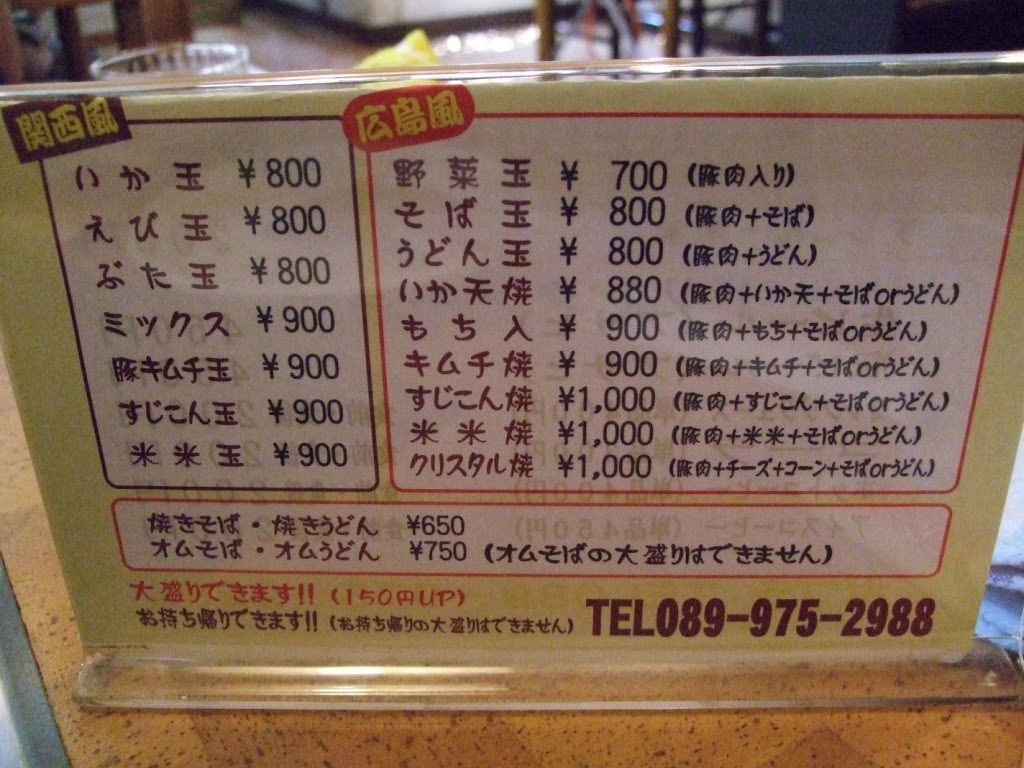 関西風
いか玉 ¥800
えび玉 ¥800
ぶた玉 ¥800
ミックス ¥900
豚キムチ玉 ¥900
すじこん玉 ¥900
米米玉 ¥900
広島風
野菜玉 ¥ 700 (豚肉入り)
そば玉 ¥ 800 (豚肉+そば)
うどん玉 ¥ 800 (豚肉+うどん)
いか天焼 ¥ 880 (豚肉+いか天+そばorうどん)
もち入 ¥ 900 (豚肉+もち+そばorうどん)
キムチ焼 ¥ 900 (豚肉+キムチ+そばorうどん)
すじこん焼 ¥1,000 (豚肉+すじこん+そばorうどん)
米米焼 ¥1,000 (豚肉+米米+そばorうどん)
クリスタル焼 ¥1,000 (豚肉+チーズ+コーン+そばorうどん)
焼きそば・焼きうどん ¥650
オムそば・オムうどん ¥750 (オムそばの大盛りはできません)
大盛りできます!! (150円UP)
お持ち帰りできます!! (お持ち帰りの大盛りはできません)
TEL089-975-2988